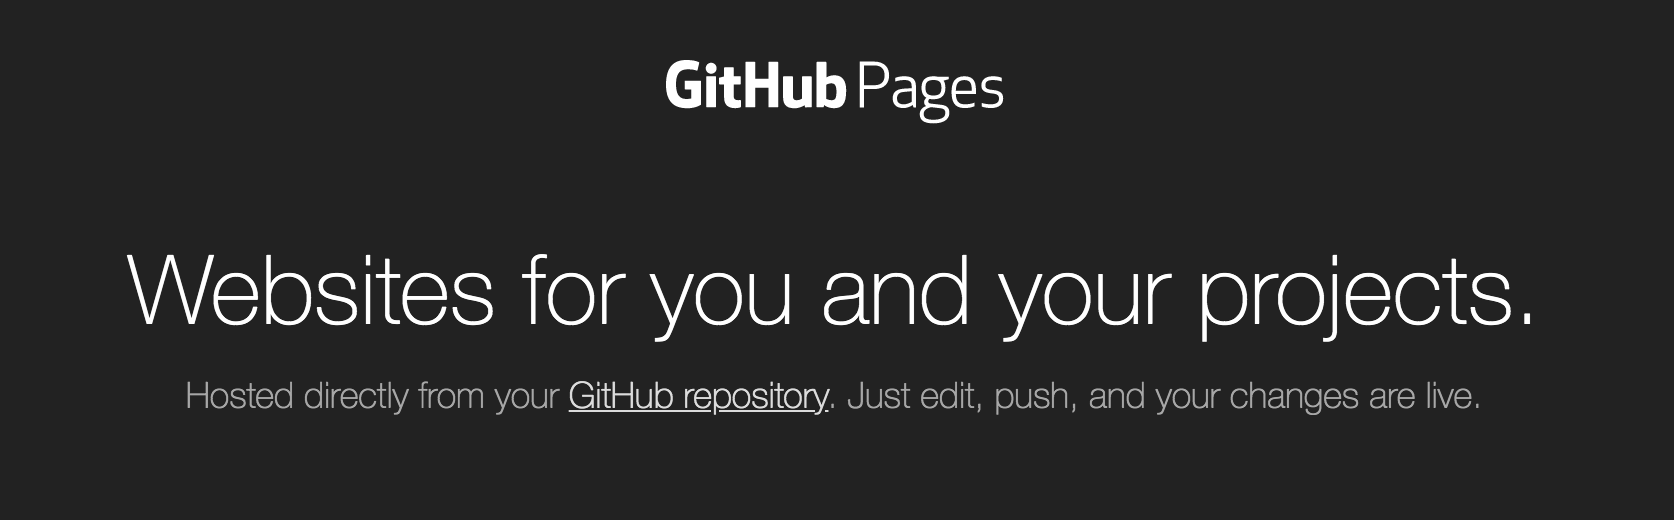 GitHub Pages
Websites for you and your projects.
Hosted directly from your GitHub repository. Just edit, push, and your changes are live.